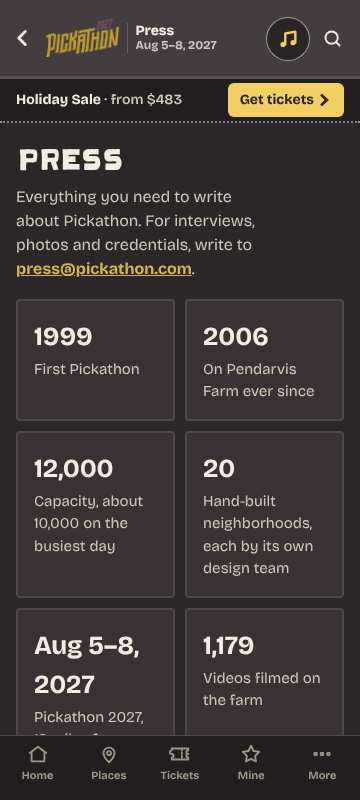 2027
PICKATHON
Press
Aug 5–8, 2027
Holiday Sale · from $483
Get tickets
PRESS
Everything you need to write
about Pickathon. For interviews,
photos and credentials, write to
press@pickathon.com.
1999
First Pickathon
2006
On Pendarvis
Farm ever since
12,000
Capacity, about
10,000 on the
busiest day
20
Hand-built
neighborhoods,
each by its own
design team
Aug 5–8,
2027
Pickathon 2027,
1,179
Videos filmed on
the farm
Home
Places
Tickets
Mine
More